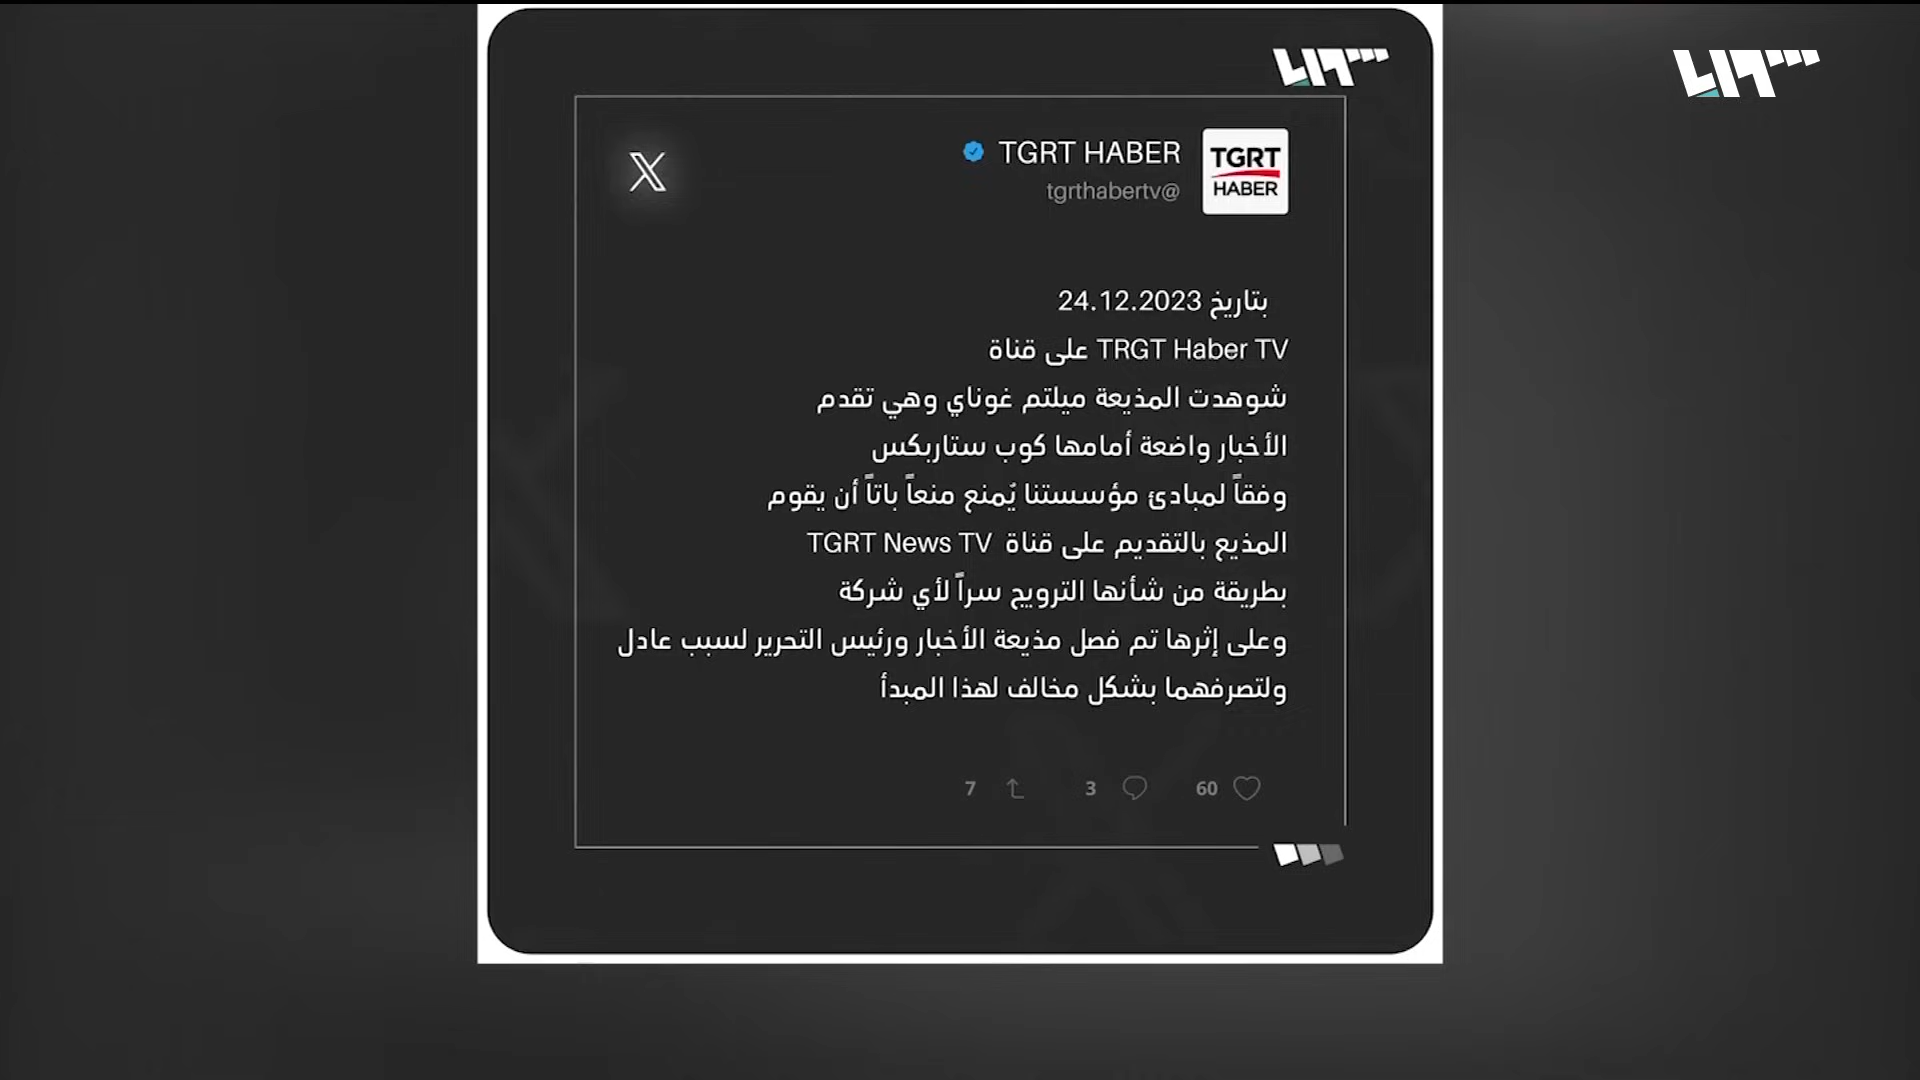 TGRT HABER
tgrthabertv@
TGRT
HABER
بتاريخ 24.12.2023
TRGT Haber TV على قناة
شوهدت المذيعة ميلتم غوناي وهي تقدم
الأخبار واضعة أمامها كوب ستاربكس
وفقاً لمبادئ مؤسستنا يُمنع منعاً باتاً أن يقوم
المذيع بالتقديم على قناة TGRT News TV
بطريقة من شأنها الترويج سراً لأي شركة
وعلى إثرها تم فصل مذيعة الأخبار ورئيس التحرير لسبب عادل
ولتصرفهما بشكل مخالف لهذا المبدأ
60 3 7